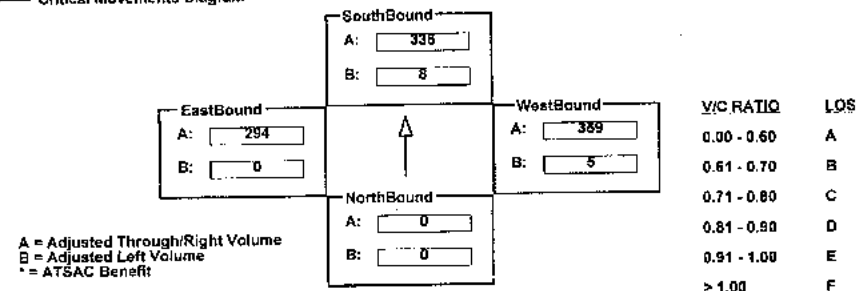 Critical Movements Diagram
SouthBound
A: 336
B: 8
EastBound
A: 294
B: 0
WestBound
A: 369
B: 5
NorthBound
A: 0
B: 0
A = Adjusted Through/Right Volume
B = Adjusted Left Volume
* = ATSAC Benefit
V/C RATIO LOS
0.00 - 0.60 A
0.61 - 0.70 B
0.71 - 0.80 C
0.81 - 0.90 D
0.91 - 1.00 E
> 1.00 F